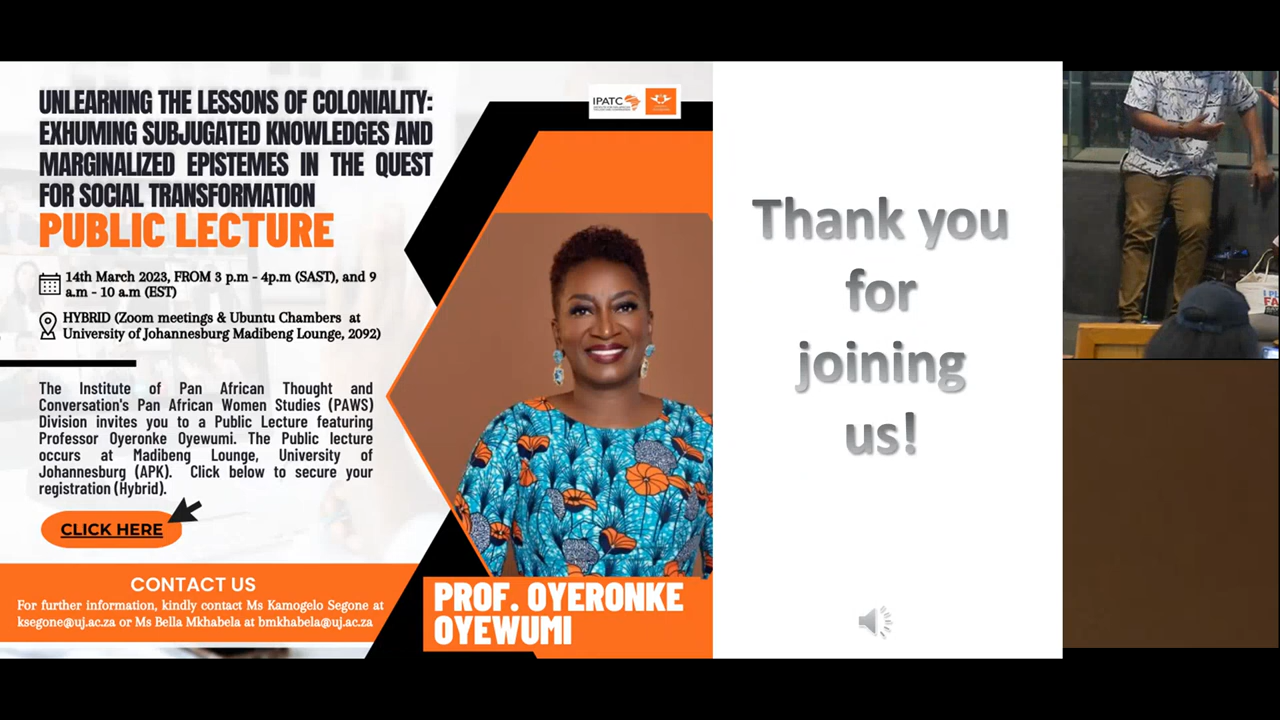 UNLEARNING THE LESSONS OF COLONIALITY:
EXHUMING SUBJUGATED KNOWLEDGES AND
MARGINALIZED EPISTEMES IN THE QUEST
FOR SOCIAL TRANSFORMATION
PUBLIC LECTURE
14th March 2023, FROM 3 p.m - 4p.m (SAST), and 9
a.m - 10 a.m (EST)
HYBRID (Zoom meetings & Ubuntu Chambers at
University of Johannesburg Madibeng Lounge, 2092)
The Institute of Pan African Thought and
Conversation's Pan African Women Studies (PAWS)
Division invites you to a Public Lecture featuring
Professor Oyeronke Oyewumi. The Public lecture
occurs at Madibeng Lounge, University of
Johannesburg (APK). Click below to secure your
registration (Hybrid).
CLICK HERE
CONTACT US
For further information, kindly contact Ms Kamogelo Segone at
ksegone@uj.ac.za or Ms Bella Mkhabela at bmkhabela@uj.ac.za
IPATC
PROF. OYERONKE
OYEWUMI
Thank you
for
joining
us!